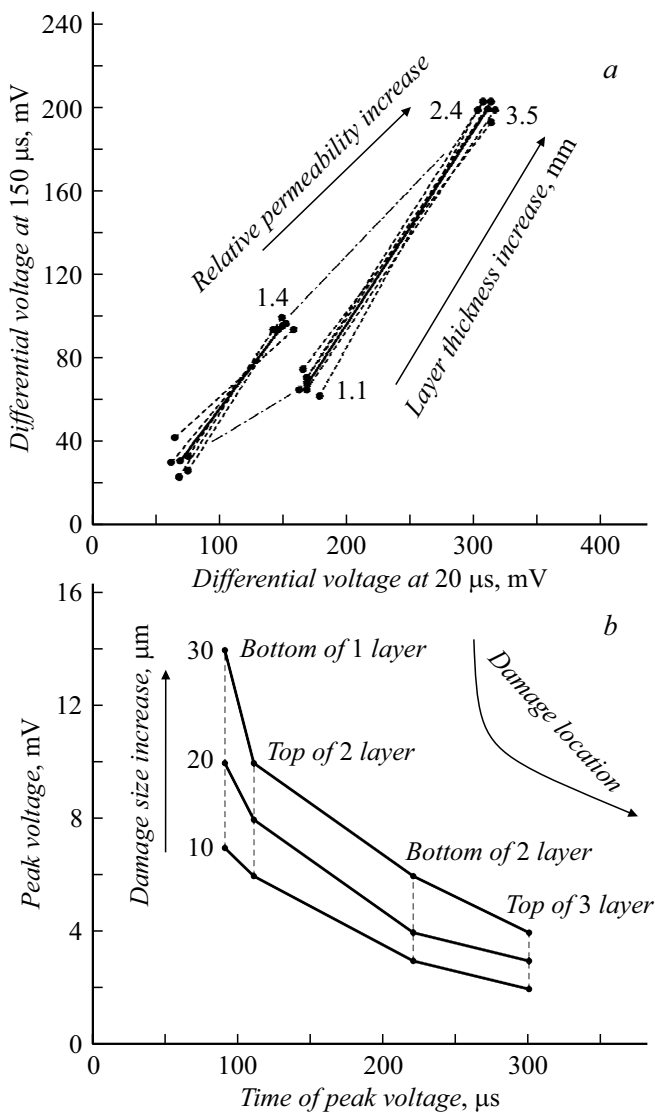 a
240
200
160
120
80
40
0
Differential voltage at 150 μs, mV
Relative permeability increase
2.4
3.5
Layer thickness increase, mm
1.4
1.1
0
100
200
300
400
Differential voltage at 20 μs, mV
b
16
12
8
4
0
Peak voltage, mV
Damage size increase, μm
30
20
10
Bottom of 1 layer
Top of 2 layer
Bottom of 2 layer
Top of 3 layer
Damage location
0
100
200
300
Time of peak voltage, μs